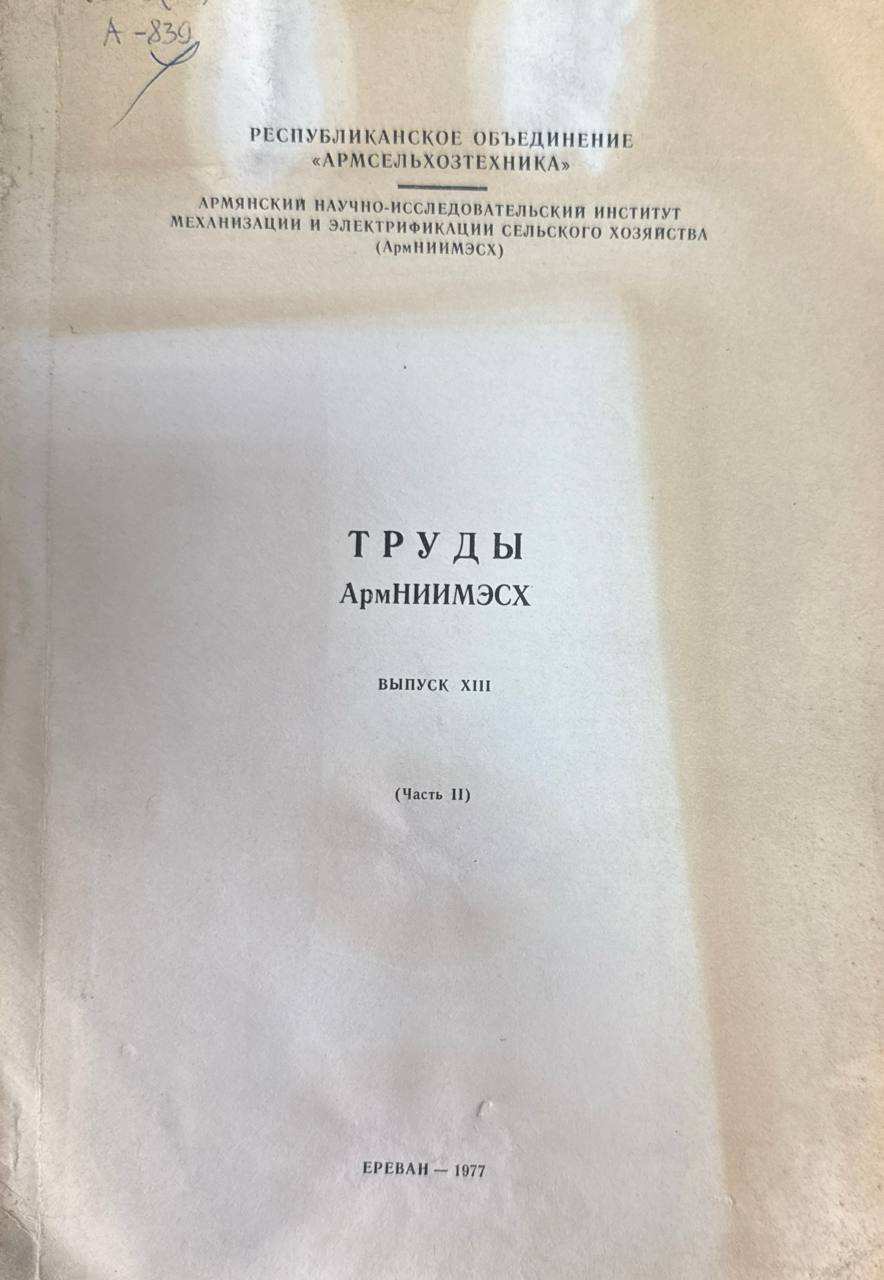 А-839
РЕСПУБЛИКАНСКОЕ ОБЪЕДИНЕНИЕ
«АРМСЕЛЬХОЗТЕХНИКА»
АРМЯНСКИЙ НАУЧНО-ИССЛЕДОВАТЕЛЬСКИЙ ИНСТИТУТ
МЕХАНИЗАЦИИ И ЭЛЕКТРИФИКАЦИИ СЕЛЬСКОГО ХОЗЯЙСТВА
(АрмНИИМЭСХ)
ТРУДЫ
АрмНИИМЭСХ
ВЫПУСК XIII
(Часть II)
ЕРЕВАН — 1977